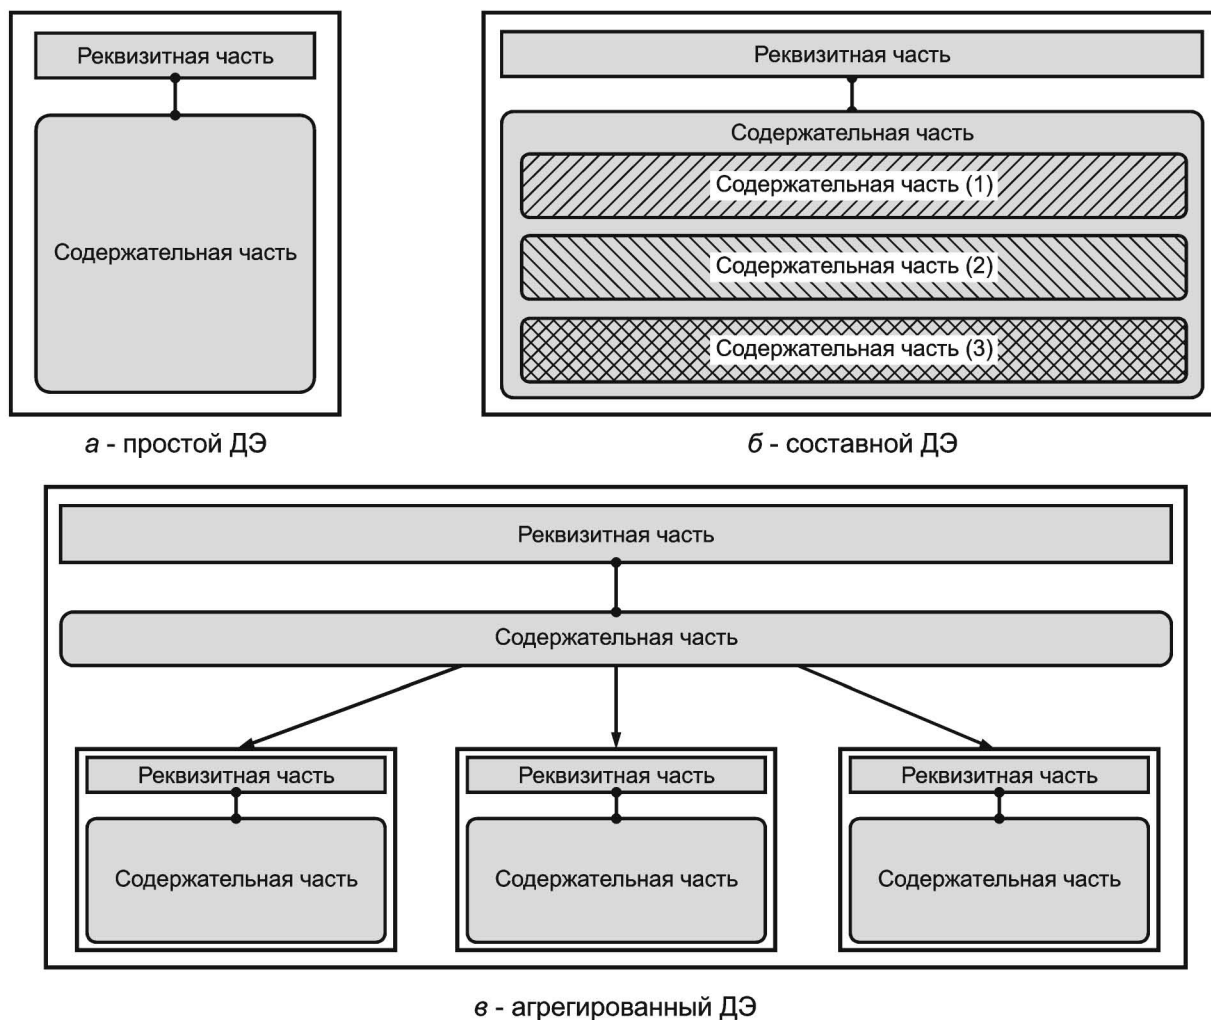 Реквизитная часть
Содержательная часть
а - простой ДЭ
Реквизитная часть
Содержательная часть
Содержательная часть (1)
Содержательная часть (2)
Содержательная часть (3)
б - составной ДЭ
Реквизитная часть
Содержательная часть
Реквизитная часть
Содержательная часть
Реквизитная часть
Содержательная часть
Реквизитная часть
Содержательная часть
в - агрегированный ДЭ